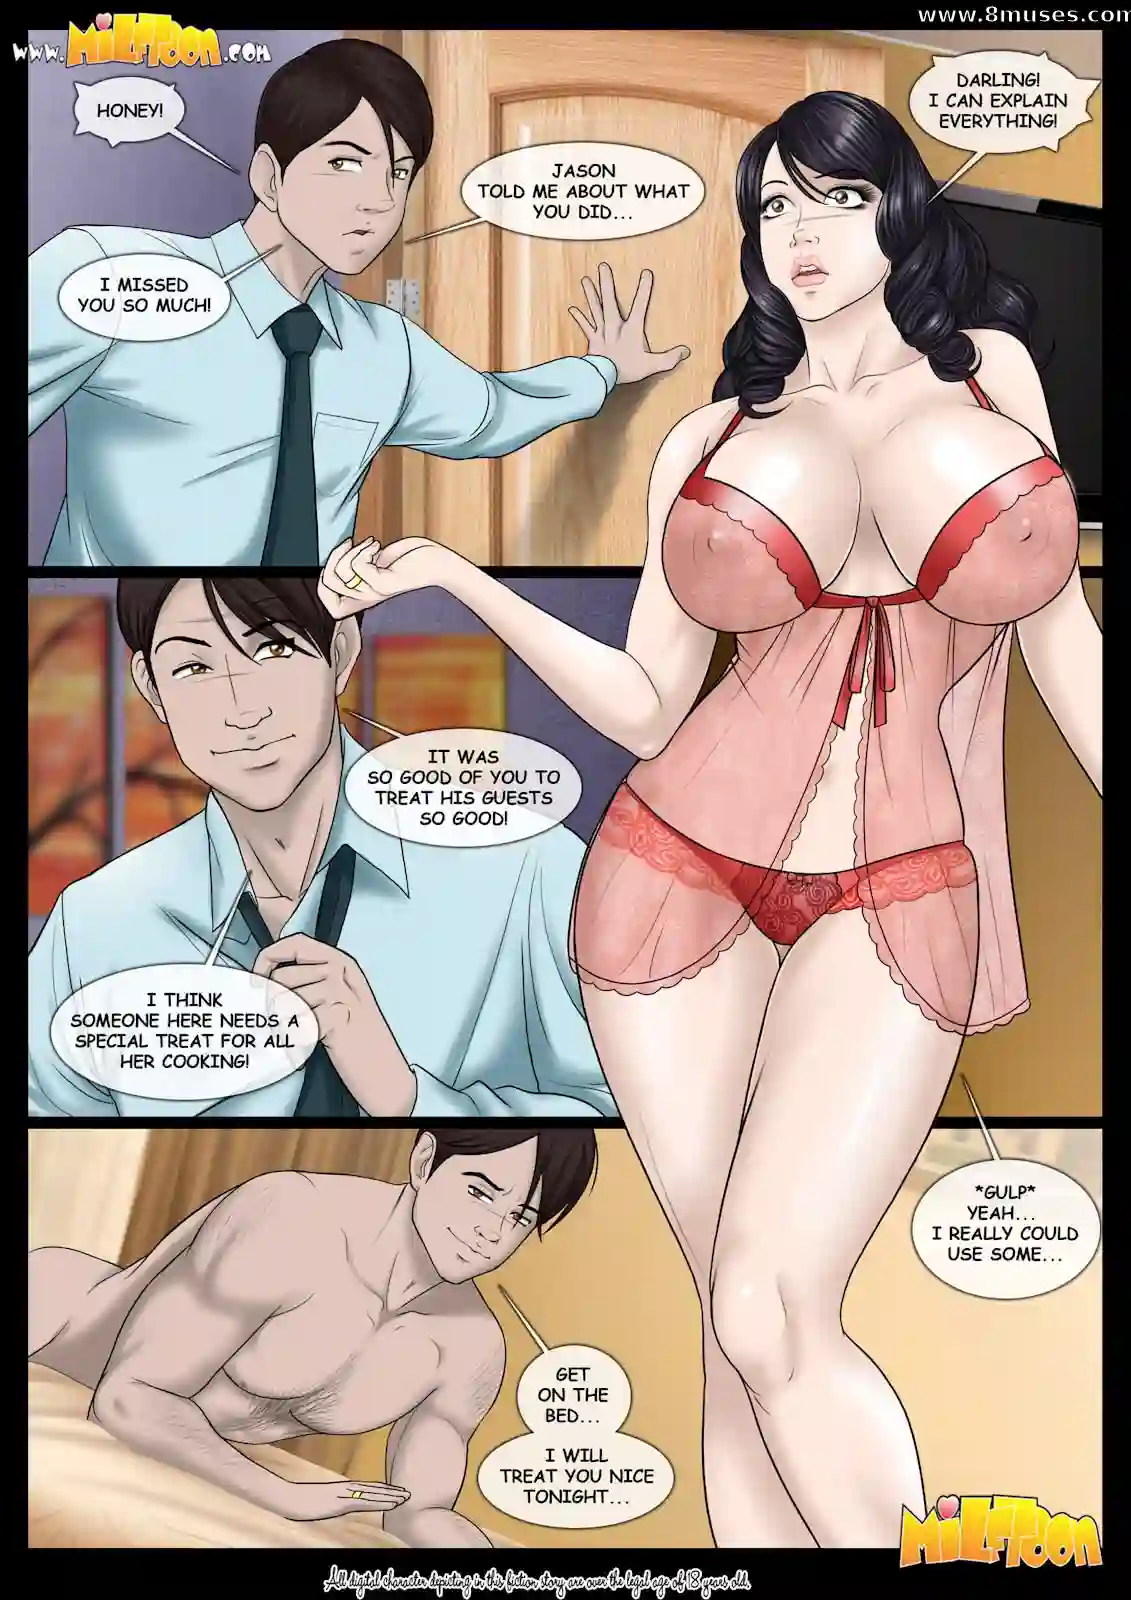 www.8muses.com
www.MilfToon.com
HONEY!
I MISSED
YOU SO MUCH!
JASON
TOLD ME ABOUT WHAT
YOU DID...
DARLING!
I CAN EXPLAIN
EVERYTHING!
IT WAS
SO GOOD OF YOU TO
TREAT HIS GUESTS
SO GOOD!
I THINK
SOMEONE HERE NEEDS A
SPECIAL TREAT FOR ALL
HER COOKING!
*GULP*
YEAH...
I REALLY COULD
USE SOME...
GET
ON THE
BED...
I WILL
TREAT YOU NICE
TONIGHT...
MilfToon
All digital character depicting in this fiction story are over the legal age of 18 years old.